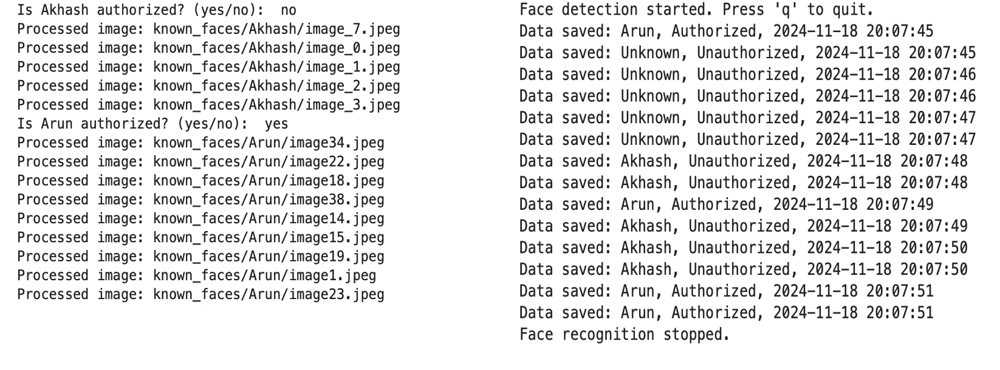 Is Akhash authorized? (yes/no):  no
Processed image: known_faces/Akhash/image_7.jpeg
Processed image: known_faces/Akhash/image_0.jpeg
Processed image: known_faces/Akhash/image_1.jpeg
Processed image: known_faces/Akhash/image_2.jpeg
Processed image: known_faces/Akhash/image_3.jpeg
Is Arun authorized? (yes/no):  yes
Processed image: known_faces/Arun/image34.jpeg
Processed image: known_faces/Arun/image22.jpeg
Processed image: known_faces/Arun/image18.jpeg
Processed image: known_faces/Arun/image38.jpeg
Processed image: known_faces/Arun/image14.jpeg
Processed image: known_faces/Arun/image15.jpeg
Processed image: known_faces/Arun/image19.jpeg
Processed image: known_faces/Arun/image1.jpeg
Processed image: known_faces/Arun/image23.jpeg
Face detection started. Press 'q' to quit.
Data saved: Arun, Authorized, 2024-11-18 20:07:45
Data saved: Unknown, Unauthorized, 2024-11-18 20:07:45
Data saved: Unknown, Unauthorized, 2024-11-18 20:07:46
Data saved: Unknown, Unauthorized, 2024-11-18 20:07:46
Data saved: Unknown, Unauthorized, 2024-11-18 20:07:47
Data saved: Unknown, Unauthorized, 2024-11-18 20:07:47
Data saved: Akhash, Unauthorized, 2024-11-18 20:07:48
Data saved: Akhash, Unauthorized, 2024-11-18 20:07:48
Data saved: Arun, Authorized, 2024-11-18 20:07:49
Data saved: Akhash, Unauthorized, 2024-11-18 20:07:49
Data saved: Akhash, Unauthorized, 2024-11-18 20:07:50
Data saved: Akhash, Unauthorized, 2024-11-18 20:07:50
Data saved: Arun, Authorized, 2024-11-18 20:07:51
Data saved: Arun, Authorized, 2024-11-18 20:07:51
Face recognition stopped.